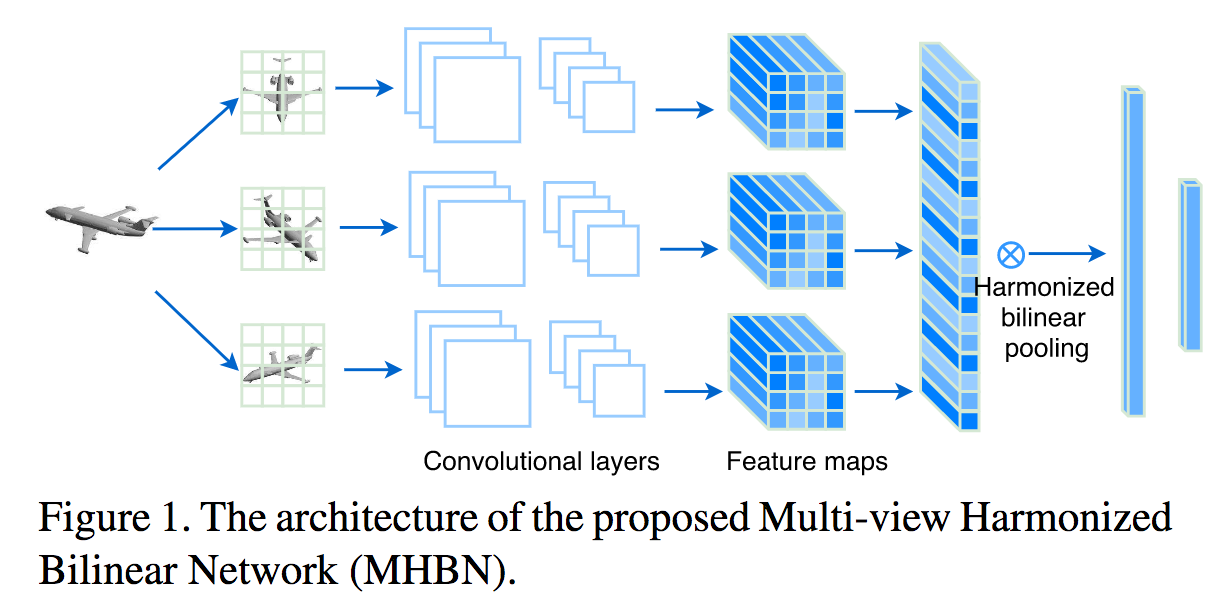 Harmonized
bilinear
pooling
Convolutional layers
Feature maps
Figure 1. The architecture of the proposed Multi-view Harmonized
Bilinear Network (MHBN).